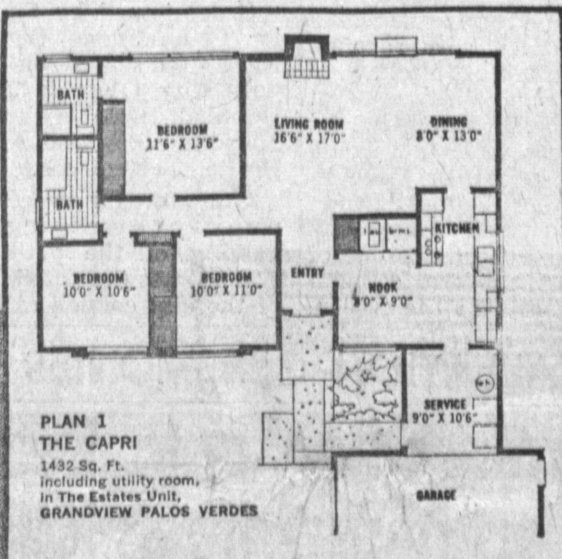 BATH
BEDROOM
11'6" X 13'6"
LIVING ROOM
16'6" X 17'0"
DINING
8'0" X 13'0"
BATH
KITCHEN
BEDROOM
10'0" X 10'6"
BEDROOM
10'0" X 11'0"
ENTRY
NOOK
8'0" X 9'0"
SERVICE
9'0" X 10'6"
GARAGE
PLAN 1
THE CAPRI
1432 Sq. Ft.
including utility room,
in The Estates Unit,
GRANDVIEW PALOS VERDES